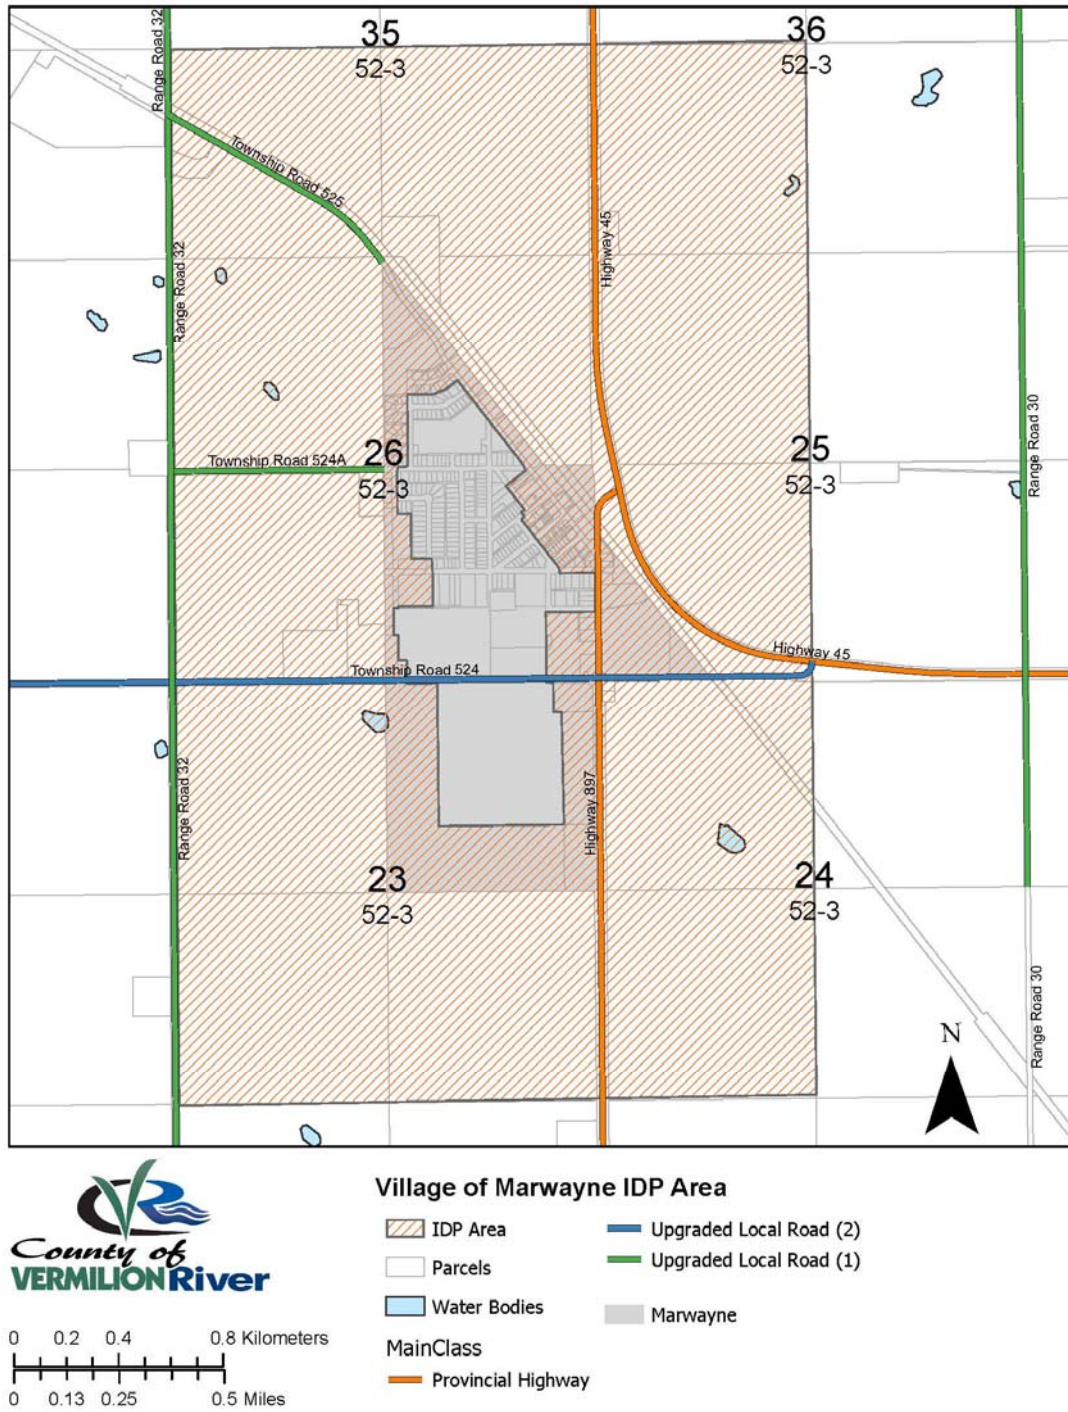 Range Road 32
35
52-3
36
52-3
Township Road 525
Highway 45
Range Road 32
Range Road 30
Township Road 524A
26
52-3
25
52-3
Highway 45
Township Road 524
Range Road 32
Highway 897
23
52-3
24
52-3
Range Road 30
N
County of
VERMILION River
0 0.2 0.4 0.8 Kilometers
0 0.13 0.25 0.5 Miles
Village of Marwayne IDP Area
IDP Area
Parcels
Water Bodies
MainClass
Provincial Highway
Upgraded Local Road (2)
Upgraded Local Road (1)
Marwayne